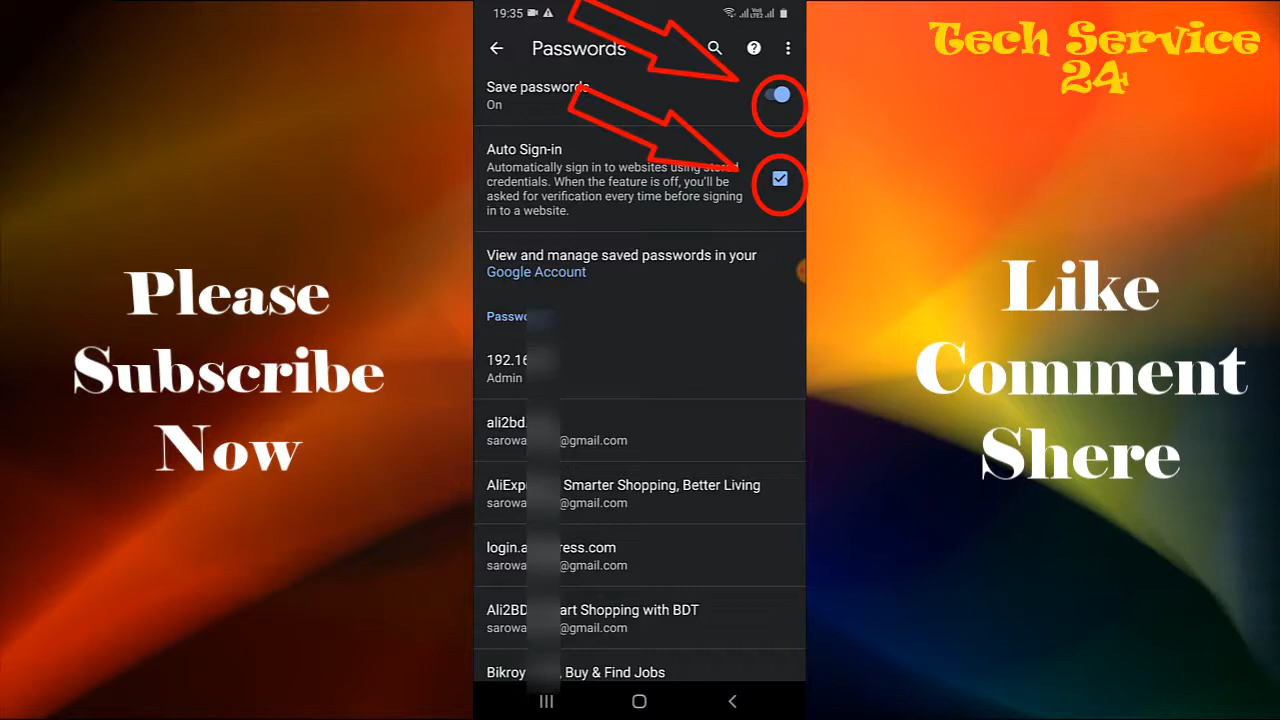 Tech Service
24
Please
Subscribe
Now
Like
Comment
Shere
19:35
Passwords
Save passwords
On
Auto Sign-in
Automatically sign in to websites using stored
credentials. When the feature is off, you'll be
asked for verification every time before signing
in to a website.
View and manage saved passwords in your
Google Account
192.16
Admin
ali2bd.
sarowa @gmail.com
Smarter Shopping, Better Living
sarowa @gmail.com
login.a ress.com
sarowa @gmail.com
Ali2BD art Shopping with BDT
sarowa @gmail.com
Bikroy , Buy & Find Jobs